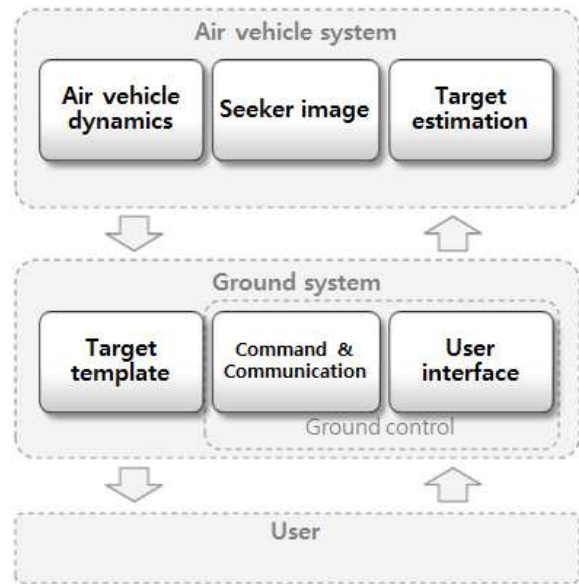 Air vehicle system
Air vehicle
dynamics
Seeker image
Target
estimation
Ground system
Target
template
Command &
Communication
User
interface
Ground control
User